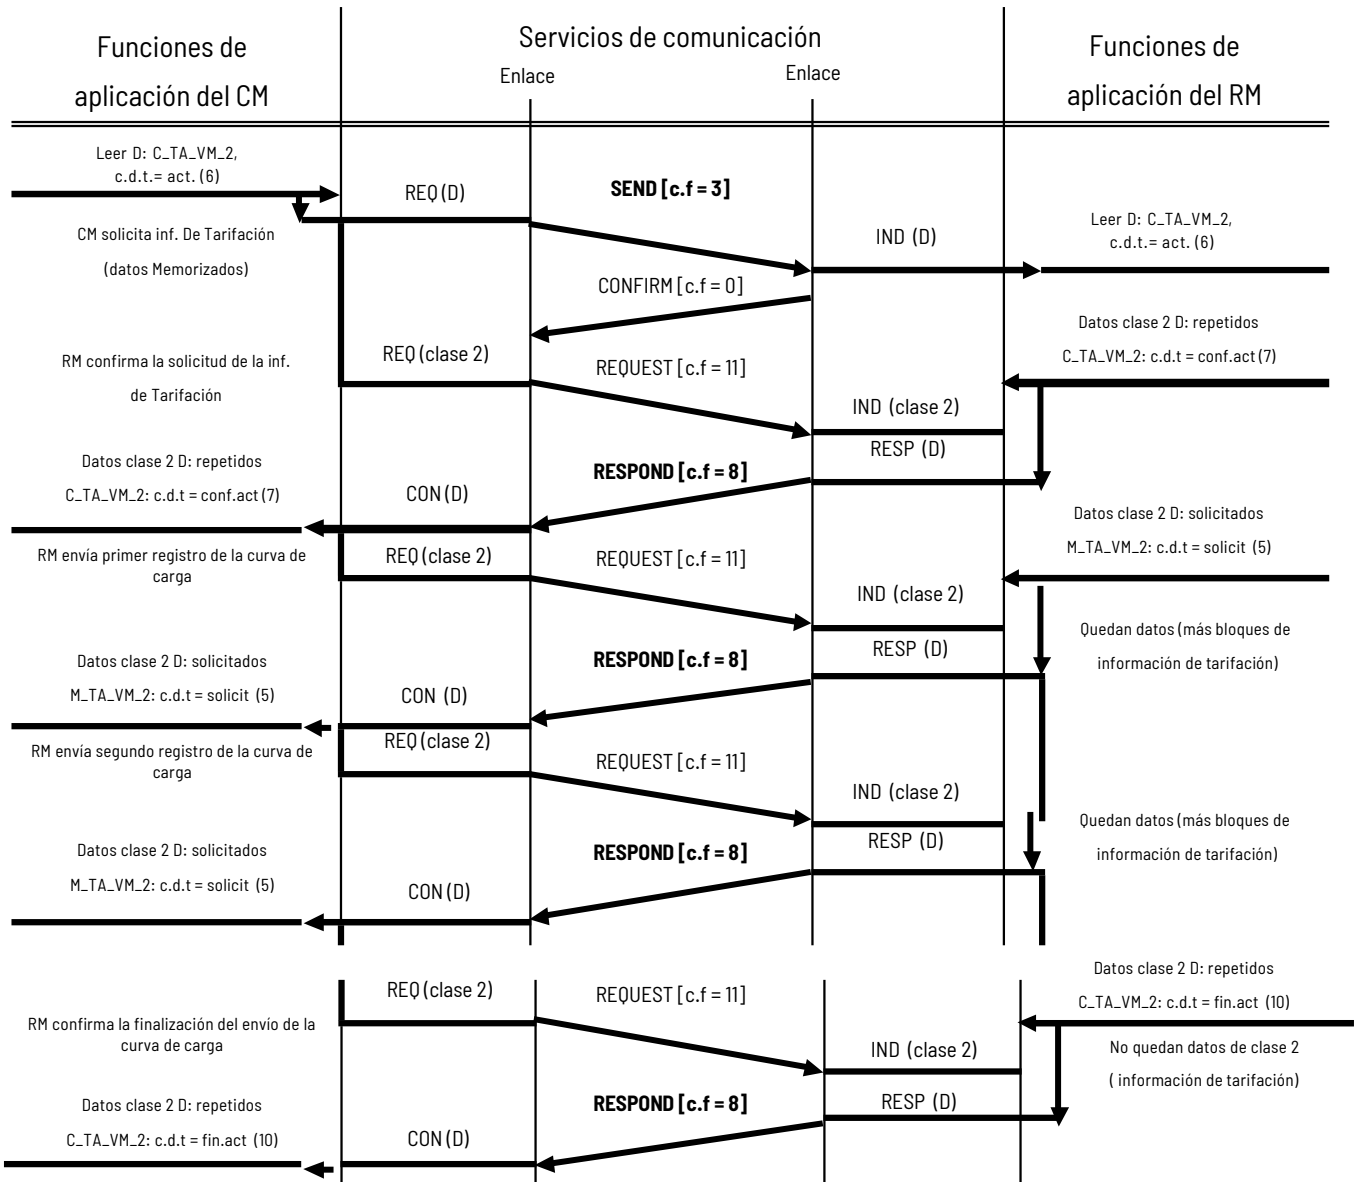 Funciones de
aplicación del CM
Servicios de comunicación
Enlace
Enlace
Funciones de
aplicación del RM
Leer D: C_TA_VM_2,
c.d.t.= act. (6)
REQ (D)
SEND [c.f = 3]
CM solicita inf. De Tarifación
(datos Memorizados)
IND (D)
Leer D: C_TA_VM_2,
c.d.t.= act. (6)
CONFIRM [c.f = 0]
Datos clase 2 D: repetidos
C_TA_VM_2: c.d.t = conf.act (7)
REQ (clase 2)
RM confirma la solicitud de la inf.
de Tarifación
REQUEST [c.f = 11]
IND (clase 2)
RESP (D)
Datos clase 2 D: repetidos
C_TA_VM_2: c.d.t = conf.act (7)
CON (D)
RESPOND [c.f = 8]
Datos clase 2 D: solicitados
M_TA_VM_2: c.d.t = solicit (5)
RM envía primer registro de la curva de
carga
REQ (clase 2)
REQUEST [c.f = 11]
IND (clase 2)
RESP (D)
Quedan datos (más bloques de
información de tarifación)
Datos clase 2 D: solicitados
M_TA_VM_2: c.d.t = solicit (5)
CON (D)
RESPOND [c.f = 8]
RM envía segundo registro de la curva de
carga
REQ (clase 2)
REQUEST [c.f = 11]
IND (clase 2)
RESP (D)
Quedan datos (más bloques de
información de tarifación)
Datos clase 2 D: solicitados
M_TA_VM_2: c.d.t = solicit (5)
CON (D)
RESPOND [c.f = 8]
Datos clase 2 D: repetidos
C_TA_VM_2: c.d.t = fin.act (10)
REQ (clase 2)
REQUEST [c.f = 11]
RM confirma la finalización del envío de la
curva de carga
IND (clase 2)
No quedan datos de clase 2
( información de tarifación)
RESP (D)
Datos clase 2 D: repetidos
C_TA_VM_2: c.d.t = fin.act (10)
CON (D)
RESPOND [c.f = 8]